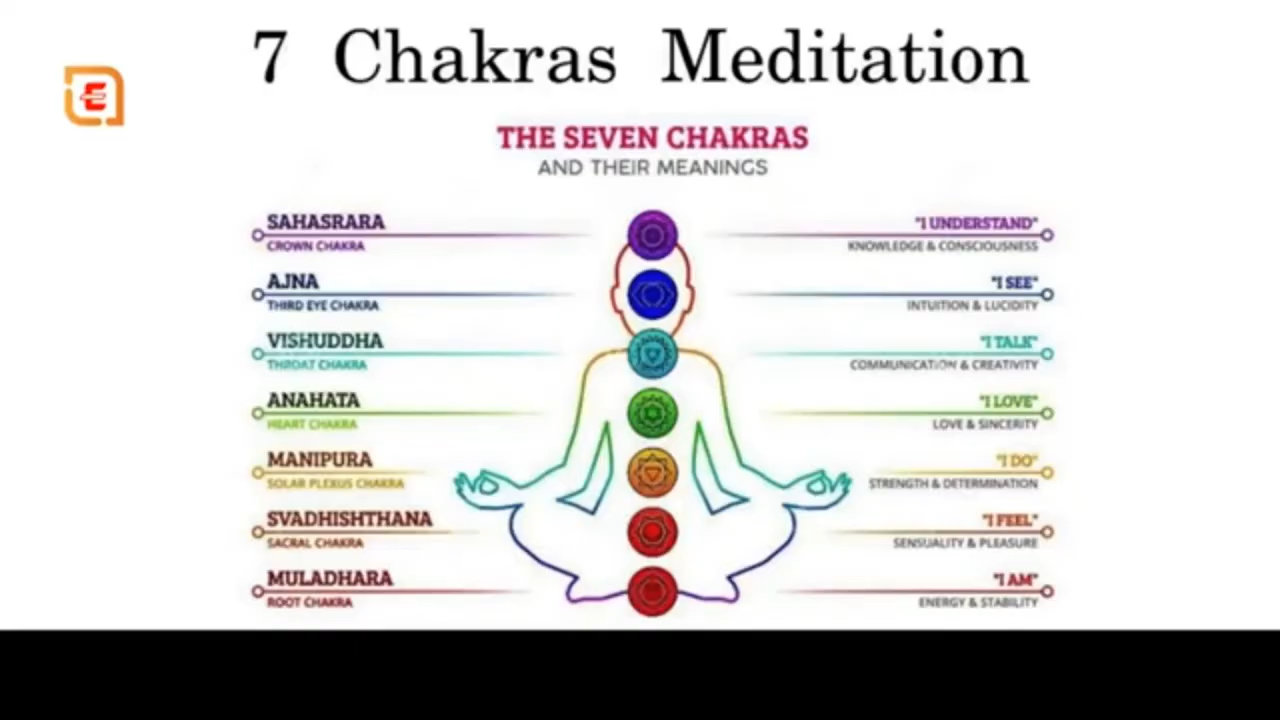 7 Chakras Meditation
E
THE SEVEN CHAKRAS
AND THEIR MEANINGS
SAHASRARA
CROWN CHAKRA
"I UNDERSTAND"
KNOWLEDGE & CONSCIOUSNESS
AJNA
THIRD EYE CHAKRA
"I SEE"
INTUITION & LUCIDITY
VISHUDDHA
THROAT CHAKRA
"I TALK"
COMMUNICATION & CREATIVITY
ANAHATA
HEART CHAKRA
"I LOVE"
LOVE & SINCERITY
MANIPURA
SOLAR PLEXUS CHAKRA
"I DO"
STRENGTH & DETERMINATION
SVADHISHTHANA
SACRAL CHAKRA
"I FEEL"
SENSUALITY & PLEASURE
MULADHARA
ROOT CHAKRA
"I AM"
ENERGY & STABILITY